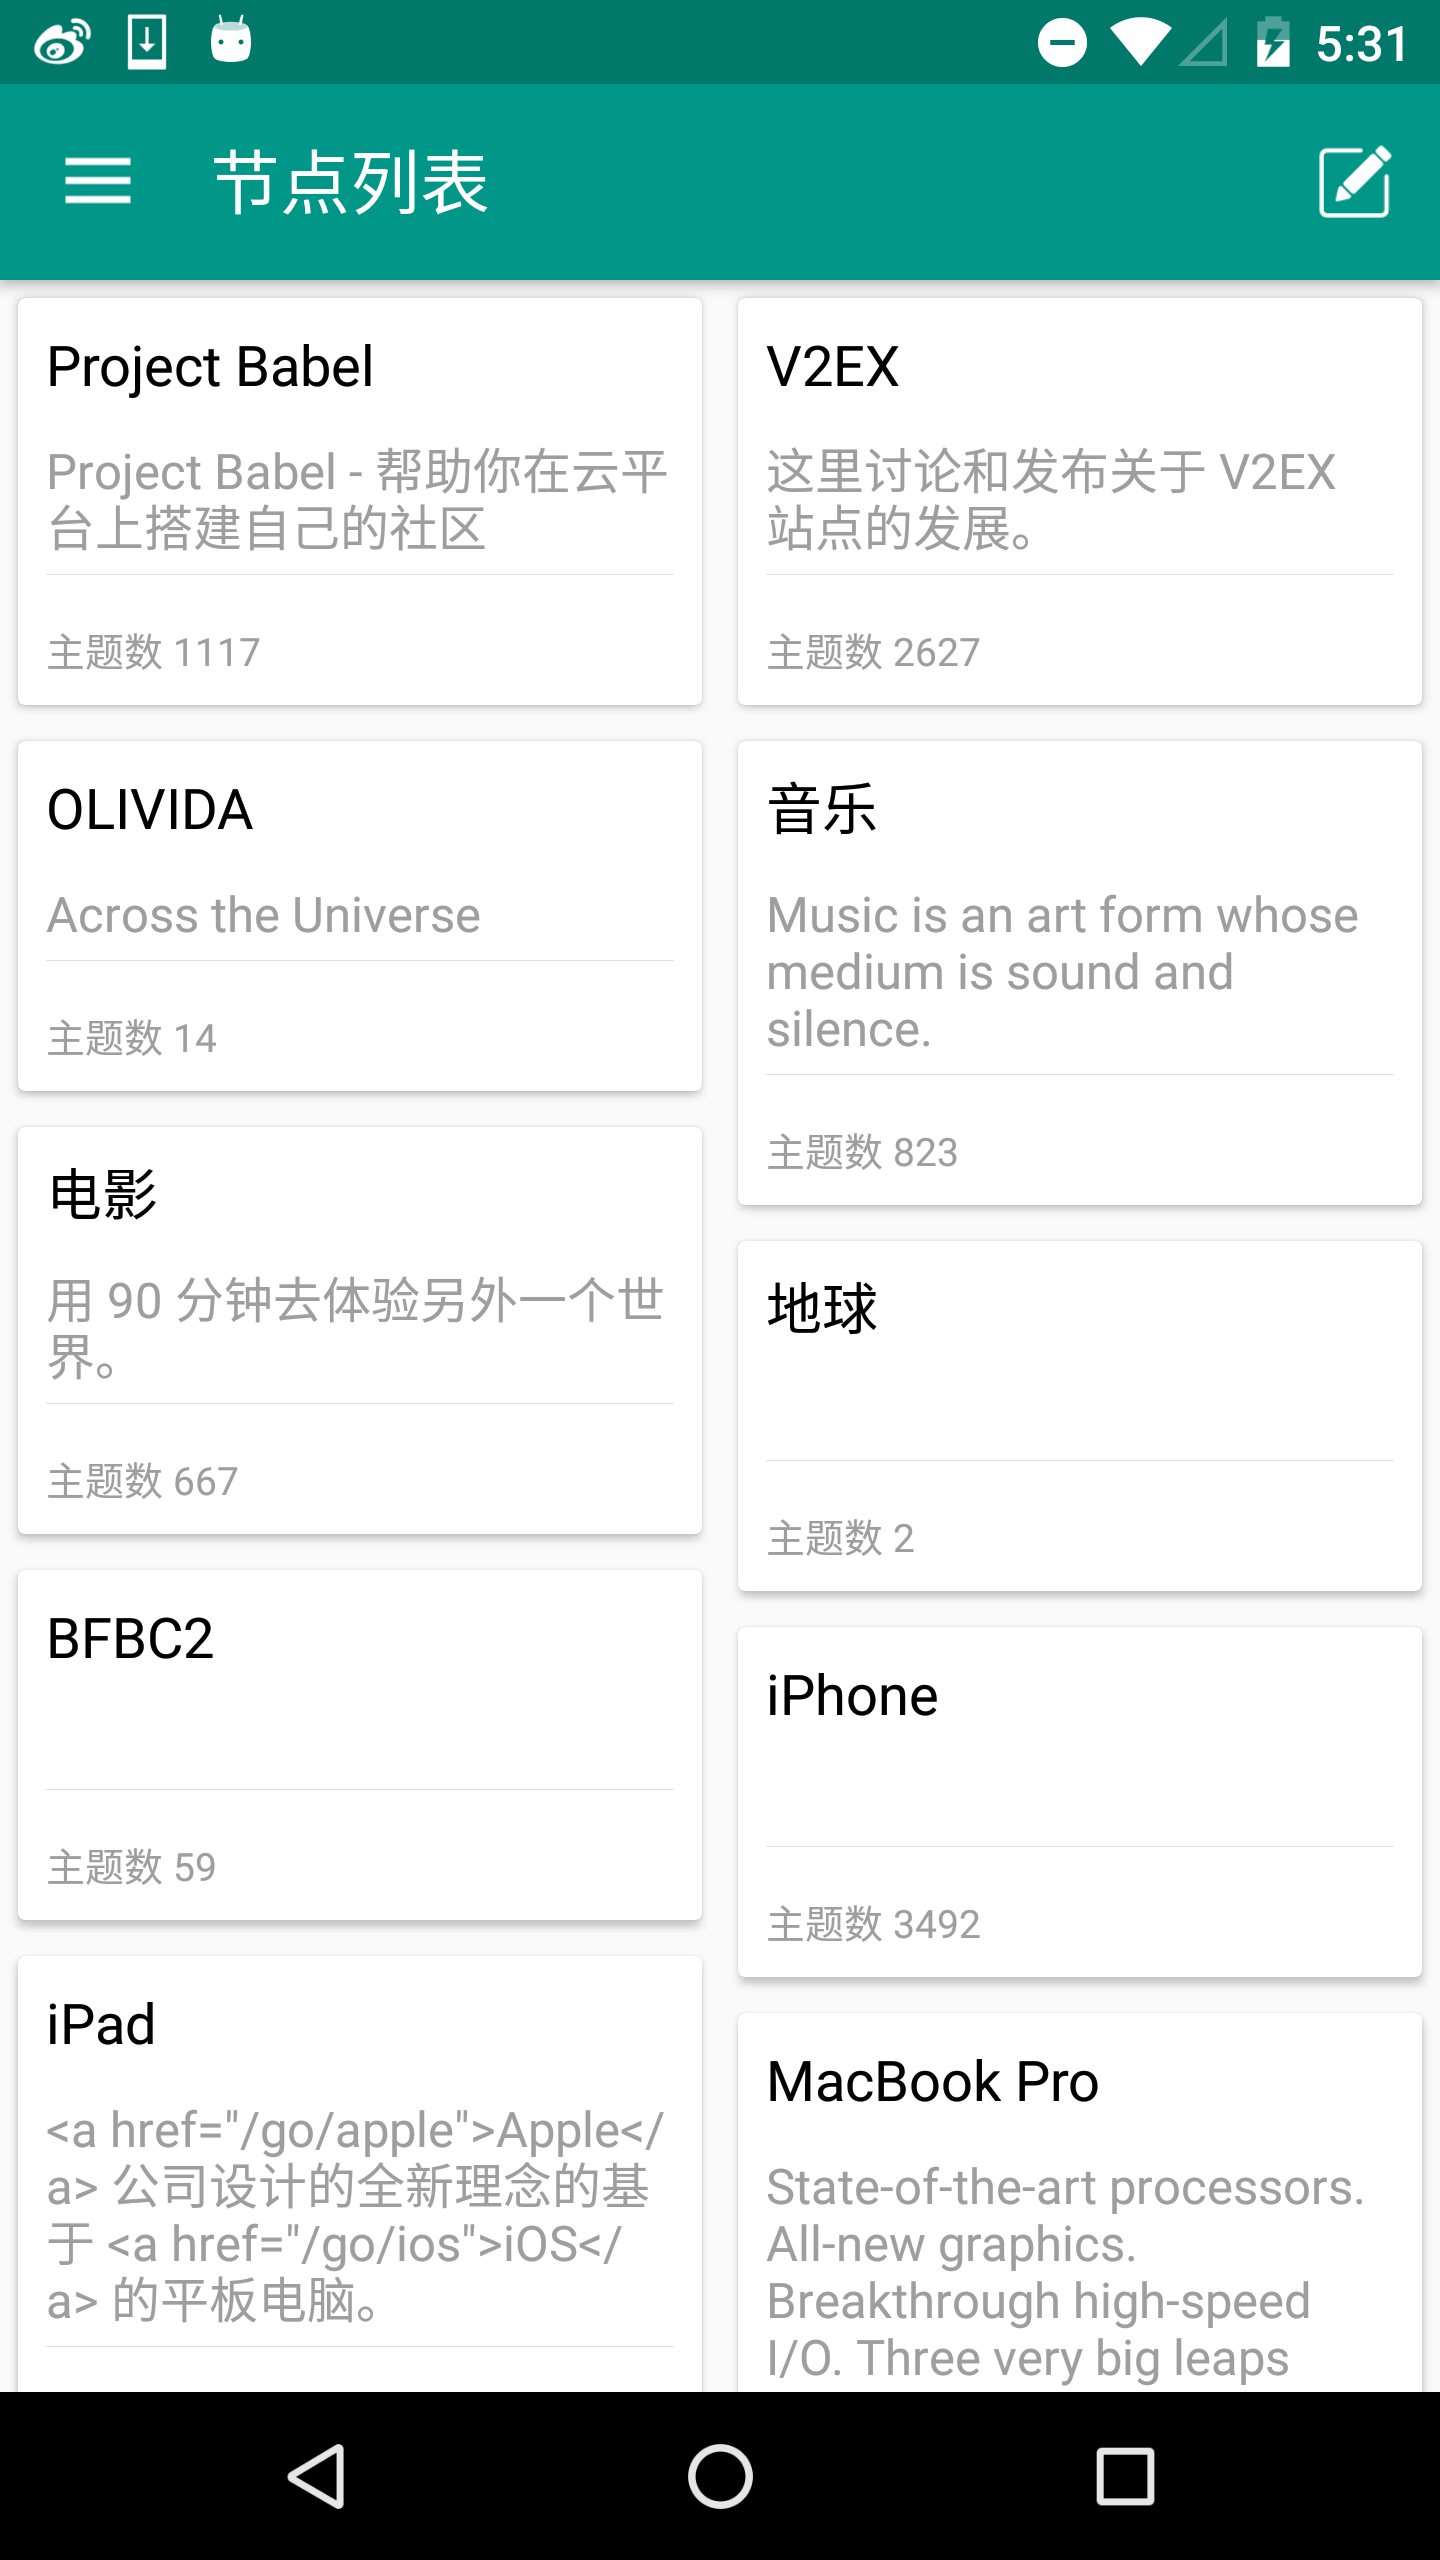 5:31
节点列表
Project Babel
Project Babel - 帮助你在云平
台上搭建自己的社区
主题数 1117
V2EX
这里讨论和发布关于 V2EX
站点的发展。
主题数 2627
OLIVIDA
Across the Universe
主题数 14
音乐
Music is an art form whose
medium is sound and
silence.
主题数 823
电影
用 90 分钟去体验另外一个世
界。
主题数 667
地球
主题数 2
BFBC2
主题数 59
iPhone
主题数 3492
iPad
<a href="/go/apple">Apple</
a> 公司设计的全新理念的基
于 <a href="/go/ios">iOS</
a> 的平板电脑。
MacBook Pro
State-of-the-art processors.
All-new graphics.
Breakthrough high-speed
I/O. Three very big leaps